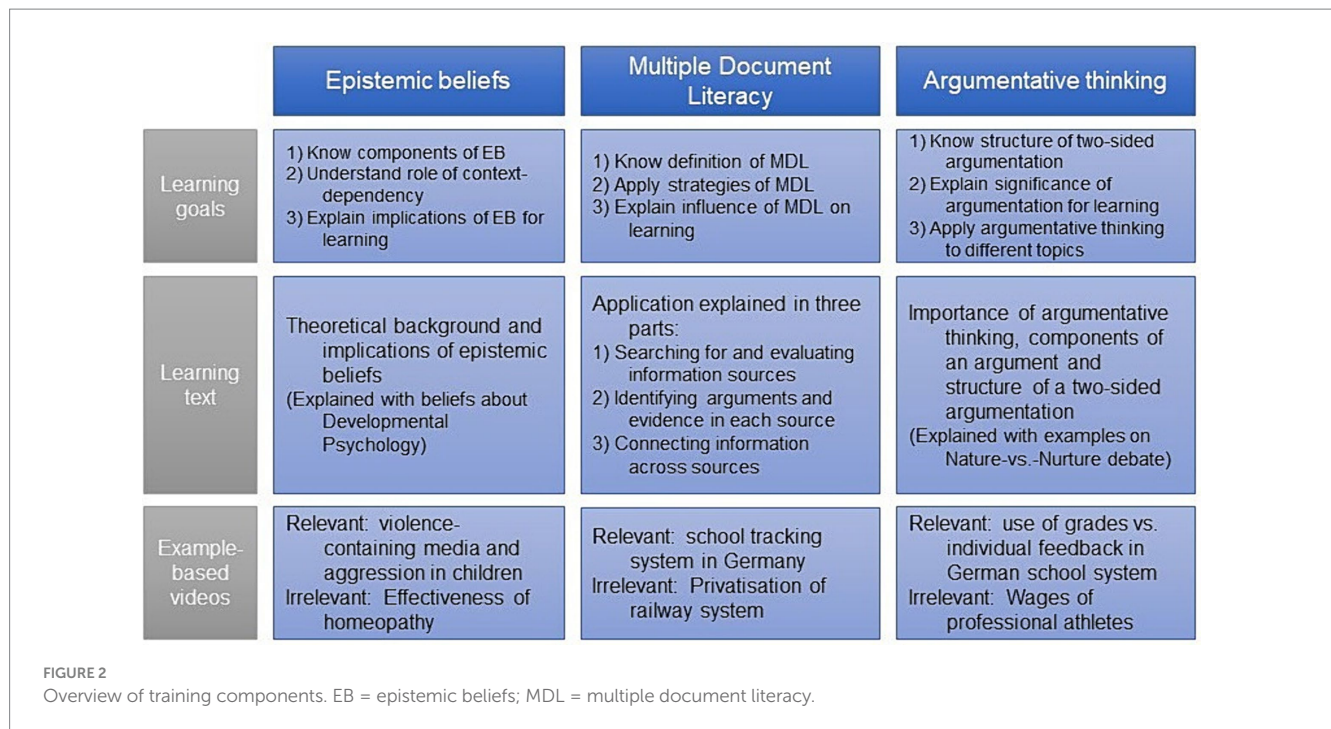 Epistemic beliefs
Multiple Document
Literacy
Argumentative thinking
Learning
goals
1) Know components of EB
2) Understand role of context-
dependency
3) Explain implications of EB for
learning
1) Know definition of MDL
2) Apply strategies of MDL
3) Explain influence of MDL on
learning
1) Know structure of two-sided
argumentation
2) Explain significance of
argumentation for learning
3) Apply argumentative thinking
to different topics
Learning
text
Theoretical background and
implications of epistemic
beliefs
(Explained with beliefs about
Developmental
Psychology)
Application explained in three
parts:
1) Searching for and evaluating
information sources
2) Identifying arguments and
evidence in each source
3) Connecting information
across sources
Importance of argumentative
thinking, components of
an argument and
structure of a two-sided
argumentation
(Explained with examples on
Nature-vs.-Nurture debate)
Example-
based
videos
Relevant: violence-
containing media and
aggression in children
Irrelevant: Effectiveness of
homeopathy
Relevant: school tracking
system in Germany
Irrelevant: Privatisation of
railway system
Relevant: use of grades vs.
individual feedback in
German school system
Irrelevant: Wages of
professional athletes
FIGURE 2
Overview of training components. EB = epistemic beliefs; MDL = multiple document literacy.